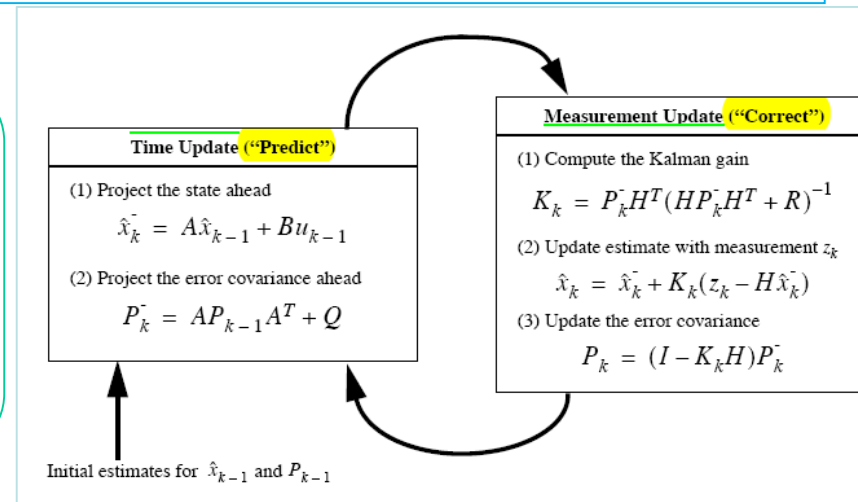 Time Update (“Predict”)
(1) Project the state ahead
x̂ₖ⁻ = Ax̂ₖ₋₁ + Buₖ₋₁
(2) Project the error covariance ahead
Pₖ⁻ = APₖ₋₁Aᵀ + Q
Initial estimates for x̂ₖ₋₁ and Pₖ₋₁
Measurement Update (“Correct”)
(1) Compute the Kalman gain
Kₖ = Pₖ⁻Hᵀ(HPₖ⁻Hᵀ + R)⁻¹
(2) Update estimate with measurement zₖ
x̂ₖ = x̂ₖ⁻ + Kₖ(zₖ – Hx̂ₖ⁻)
(3) Update the error covariance
Pₖ = (I – KₖH)Pₖ⁻